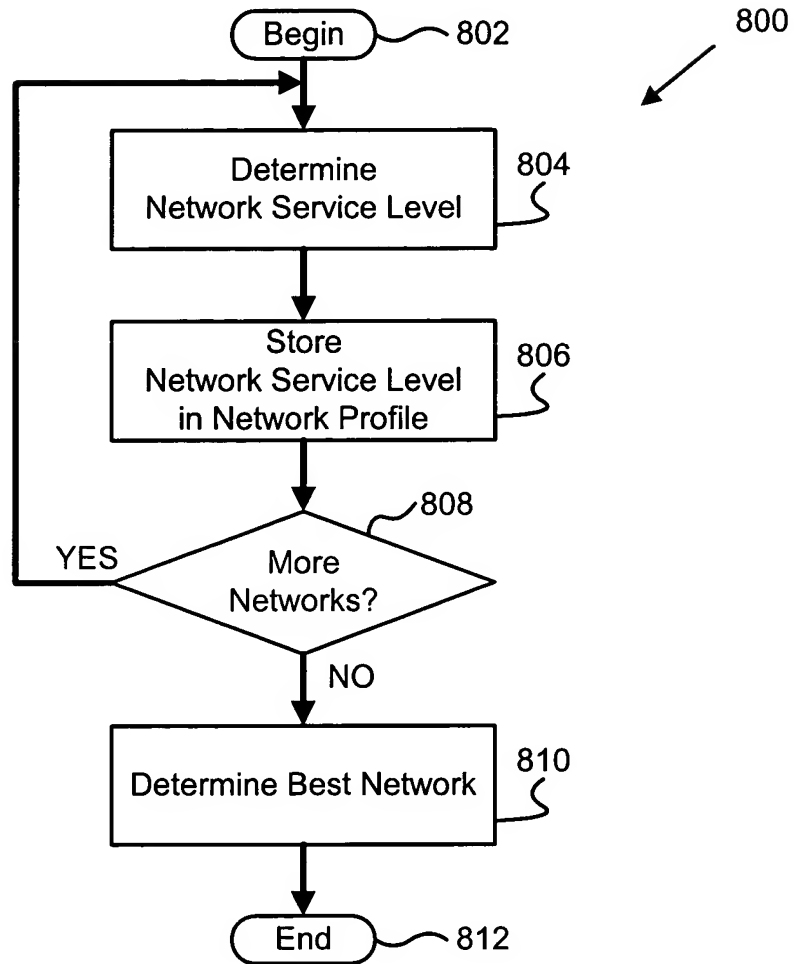 800
Begin
802
Determine
Network Service Level
804
Store
Network Service Level
in Network Profile
806
808
YES
More
Networks?
NO
Determine Best Network
810
End
812